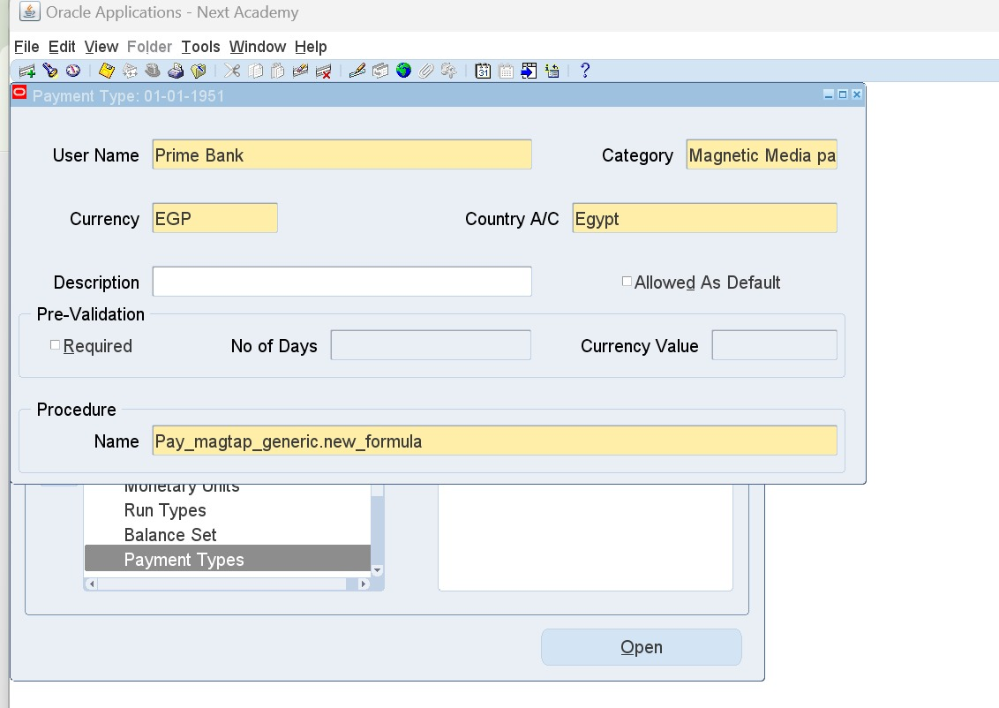 Oracle Applications - Next Academy
File Edit View Folder Tools Window Help
Payment Type: 01-01-1951
User Name Prime Bank Category Magnetic Media pa
Currency EGP Country A/C Egypt
Description Allowed As Default
Pre-Validation
Required No of Days Currency Value
Procedure
Name Pay_magtap_generic.new_formula
Monetary Units
Run Types
Balance Set
Payment Types
Open